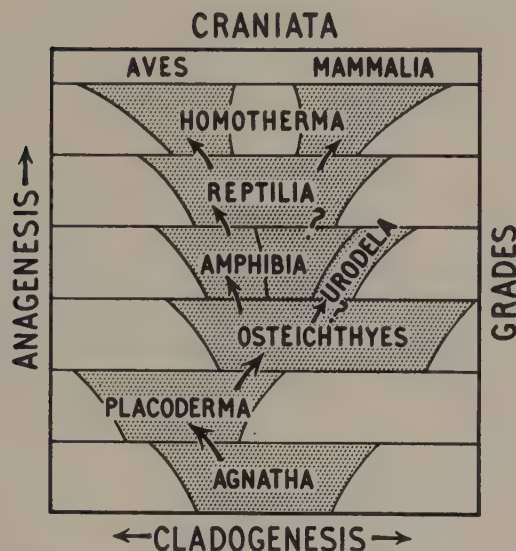 CRANIATA
AVES MAMMALIA
HOMOTHERMA
REPTILIA
?
AMPHIBIA
URODELA
?
OSTEICHTHYES
PLACODERMA
AGNATHA
ANAGENESIS →
GRADES
← CLADOGENESIS →